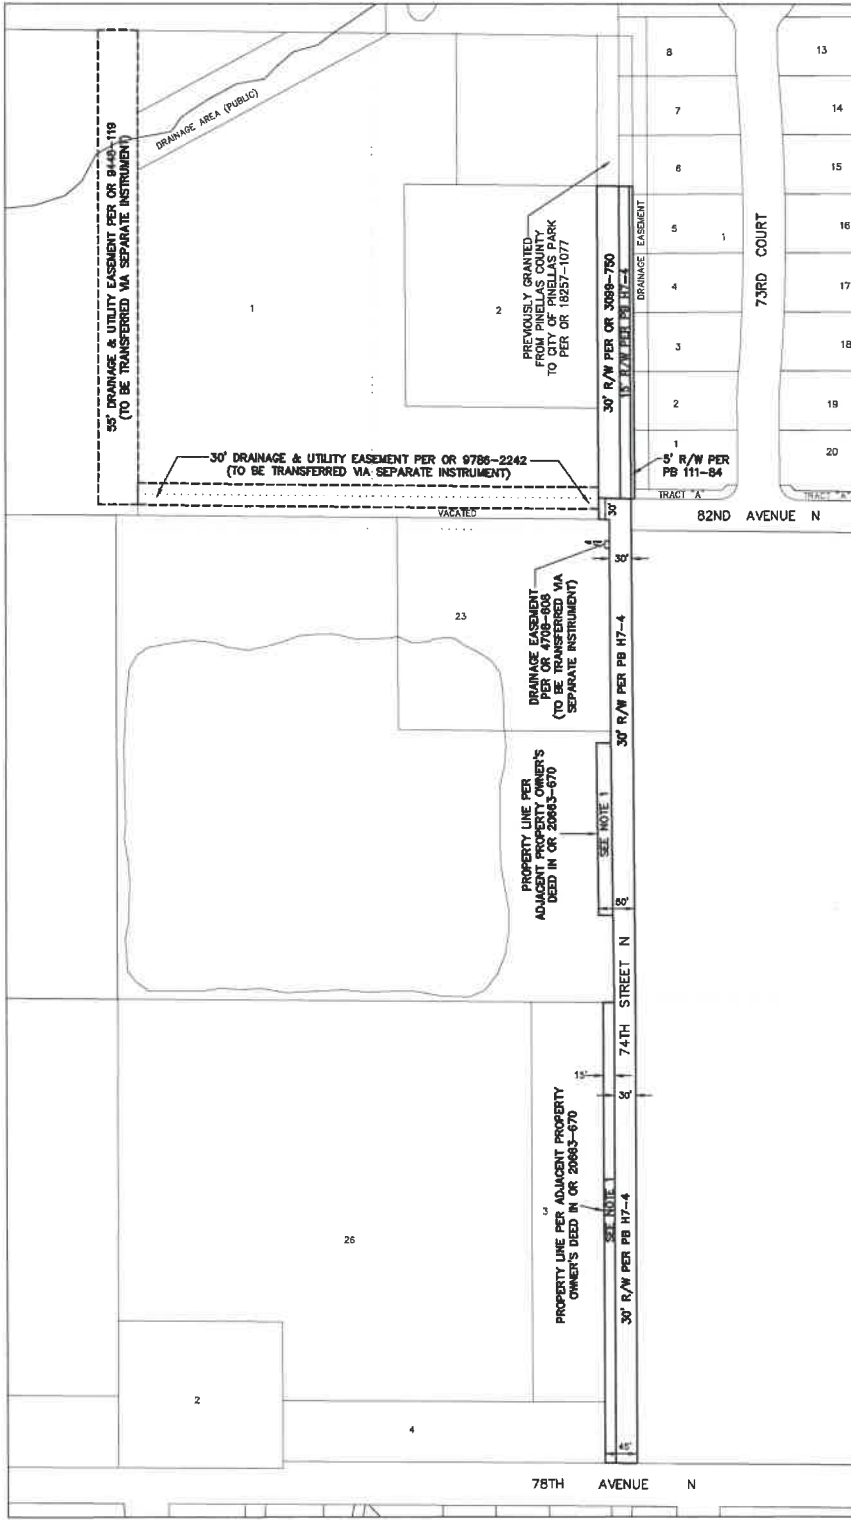 8
13
7
14
6
15
5
16
1
4
17
3
18
2
19
1
20
73RD COURT
DRAINAGE EASEMENT
DRAINAGE AREA (PUBLIC)
55' DRAINAGE & UTILITY EASEMENT PER OR 9448-119
(TO BE TRANSFERRED VIA SEPARATE INSTRUMENT)
1
2
PREVIOUSLY GRANTED
FROM PINELLAS COUNTY
TO CITY OF PINELLAS PARK
PER OR 18257-1077
30' R/W PER OR 3099-750
15' R/W PER PB H7-4
5' R/W PER
PB 111-84
30' DRAINAGE & UTILITY EASEMENT PER OR 9786-2242
(TO BE TRANSFERRED VIA SEPARATE INSTRUMENT)
VACATED
30'
TRACT "A"
TRACT "A"
82ND AVENUE N
30'
23
DRAINAGE EASEMENT
PER OR 4708-808
(TO BE TRANSFERRED VIA
SEPARATE INSTRUMENT)
30' R/W PER PB H7-4
PROPERTY LINE PER
ADJACENT PROPERTY OWNER'S
DEED IN OR 20663-670
SEE NOTE 1
74TH STREET N
15'
30'
PROPERTY LINE PER ADJACENT PROPERTY
OWNER'S DEED IN OR 20663-670
3
SEE NOTE 1
30' R/W PER PB H7-4
26
2
4
45'
78TH AVENUE N